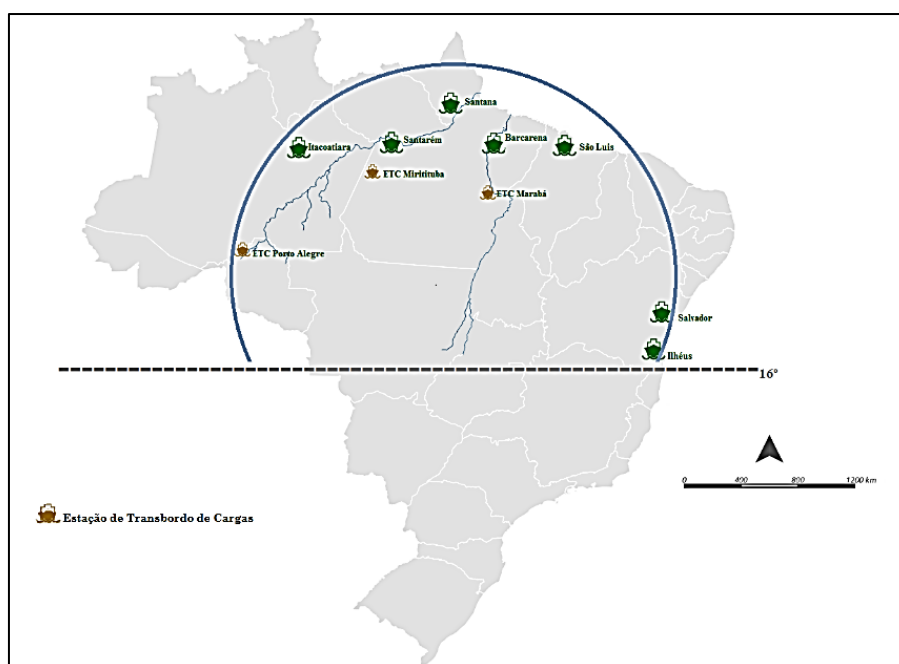 Santana
Itacoatiara
Santarém
Barcarena
São Luís
ETC Miritituba
ETC Marabá
ETC Porto Alegre
Salvador
Ilhéus
16º
0 400 800 1200 km
Estação de Transbordo de Cargas